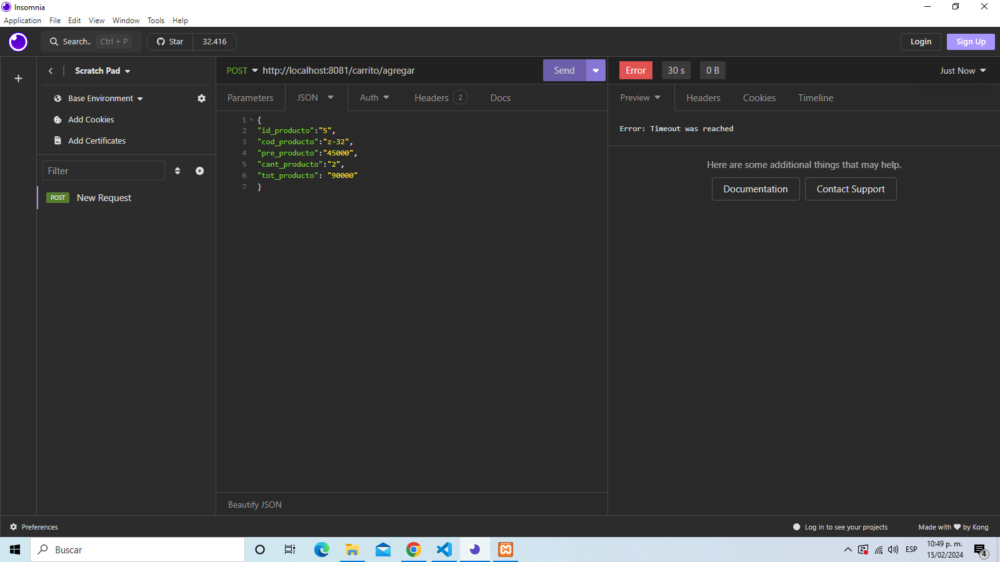 Insomnia
Application File Edit View Window Tools Help
Search.. Ctrl + P Star 32.416 Login Sign Up
Scratch Pad POST http://localhost:8081/carrito/agregar Send Error 30 s 0 B Just Now
Base Environment Parameters JSON Auth Headers 2 Docs Preview Headers Cookies Timeline
Add Cookies
Add Certificates
Filter
POST New Request
1 {
2 "id_producto":"5",
3 "cod_producto":"z-32",
4 "pre_producto":"45000",
5 "cant_producto":"2",
6 "tot_producto": "90000"
7 }
Error: Timeout was reached
Here are some additional things that may help.
Documentation Contact Support
Beautify JSON
Preferences Log in to see your projects Made with ❤ by Kong
Buscar ESP 10:49 p. m.
15/02/2024 4